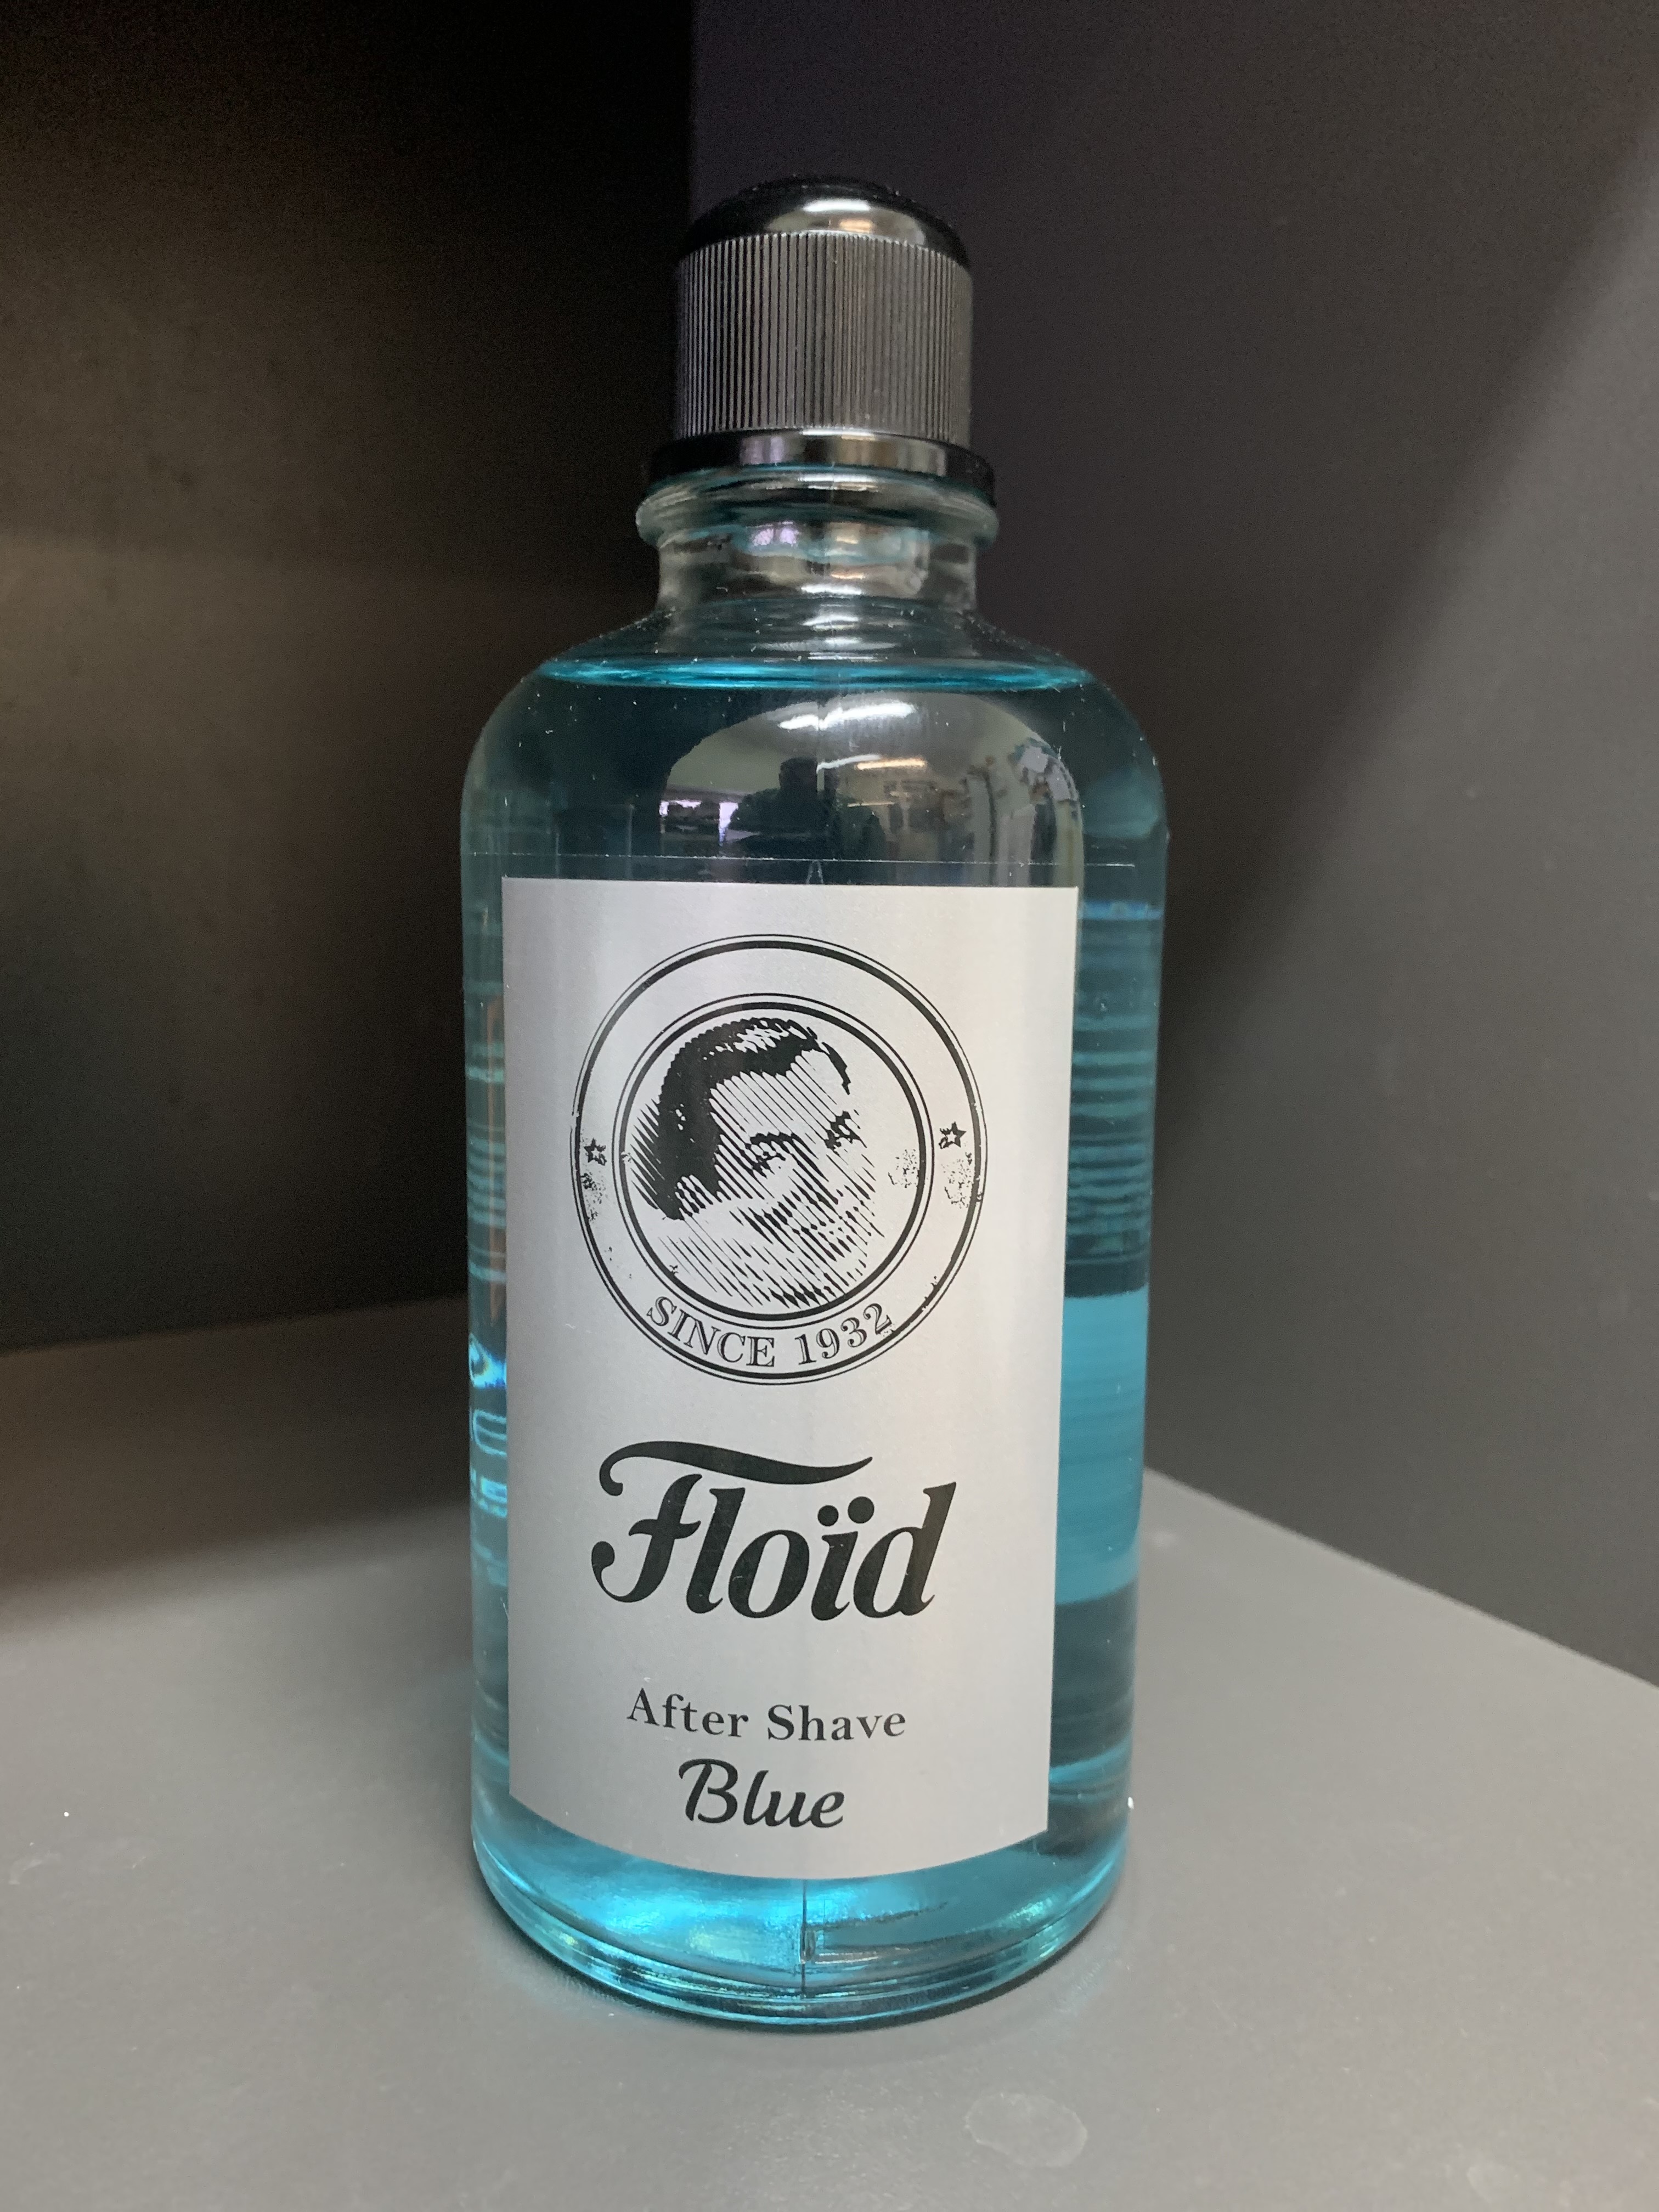 SINCE 1932
Floïd
After Shave
Blue